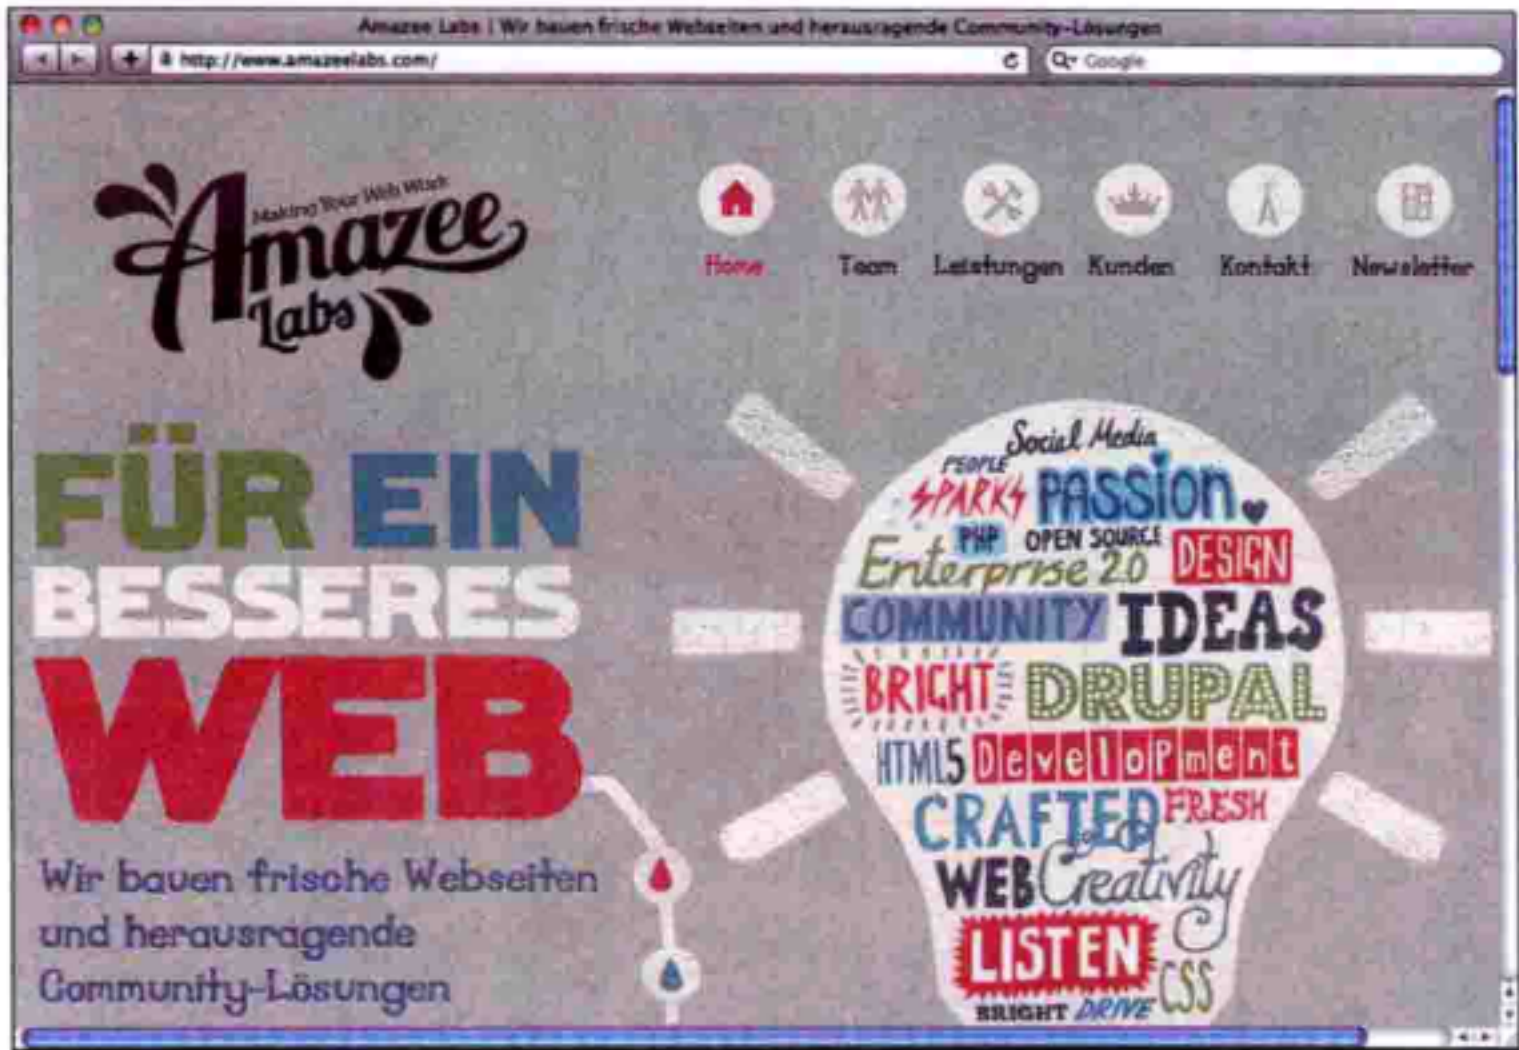 Amazee Labs | Wir bauen frische Webseiten und herausragende Community-Lösungen
http://www.amazeelabs.com/
Google
Making Your Web Work
Amazee
Labs
Home Team Leistungen Kunden Kontakt Newsletter
FÜR EIN
BESSERES
WEB
Wir bauen frische Webseiten
und herausragende
Community-Lösungen
Social Media
PEOPLE
SPARKS PASSION
PHP OPEN SOURCE
Enterprise 2.0 DESIGN
COMMUNITY IDEAS
BRIGHT DRUPAL
HTML5 Development
CRAFTED FRESH
WEB Creativity
LISTEN
CSS
BRIGHT DRIVE